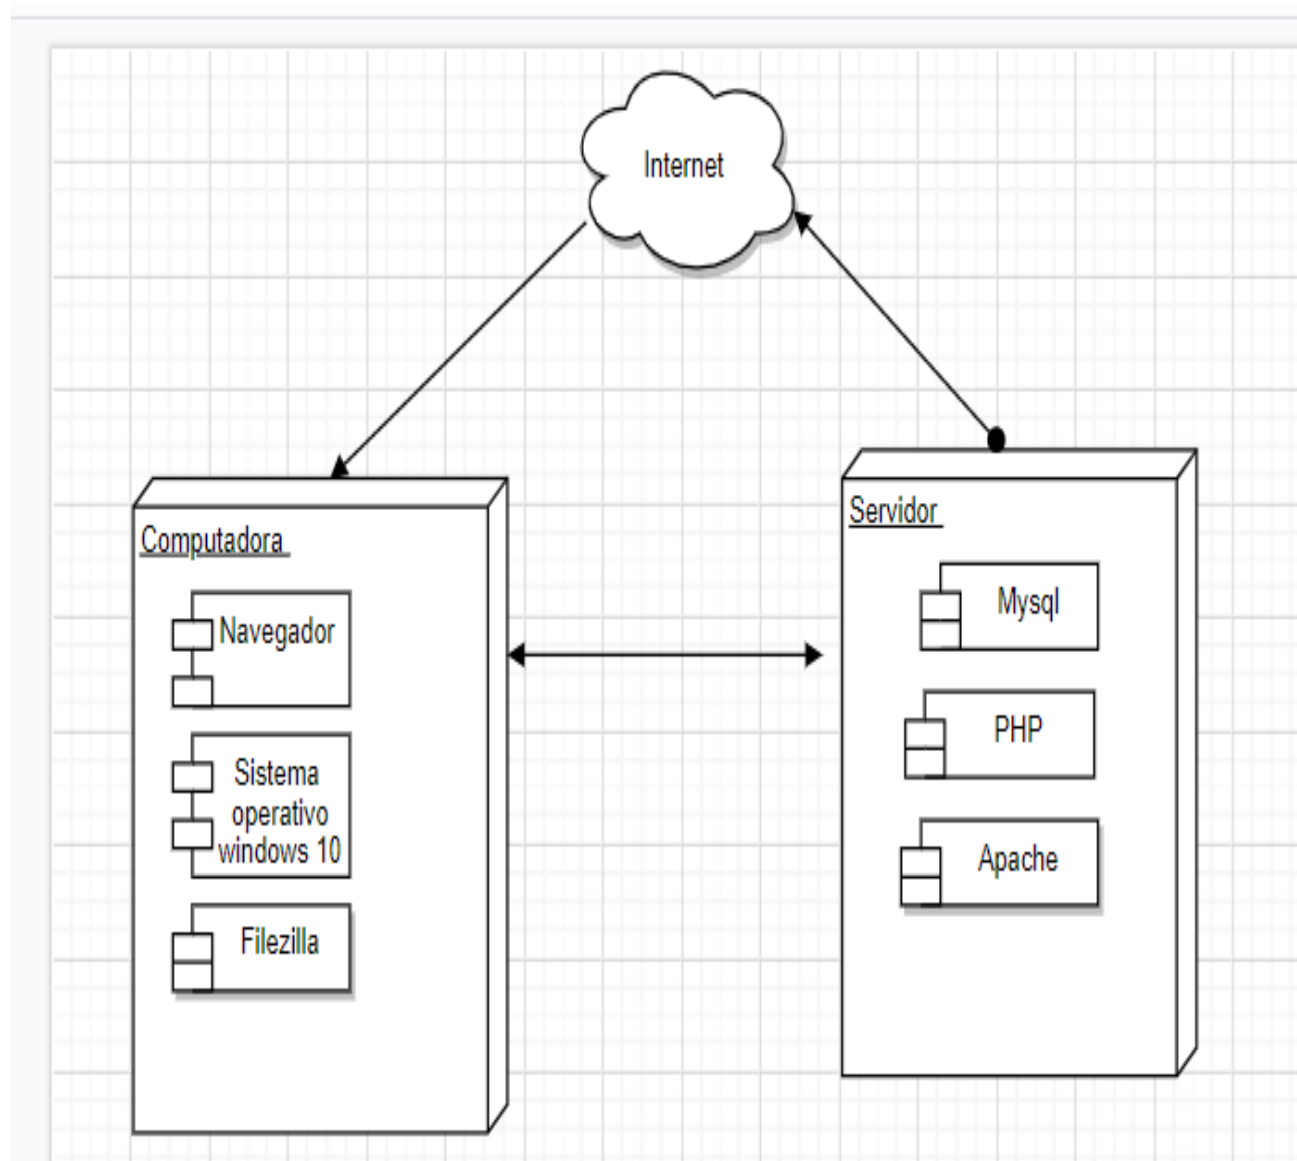 Internet
Computadora
Navegador
Sistema
operativo
windows 10
Filezilla
Servidor
Mysql
PHP
Apache